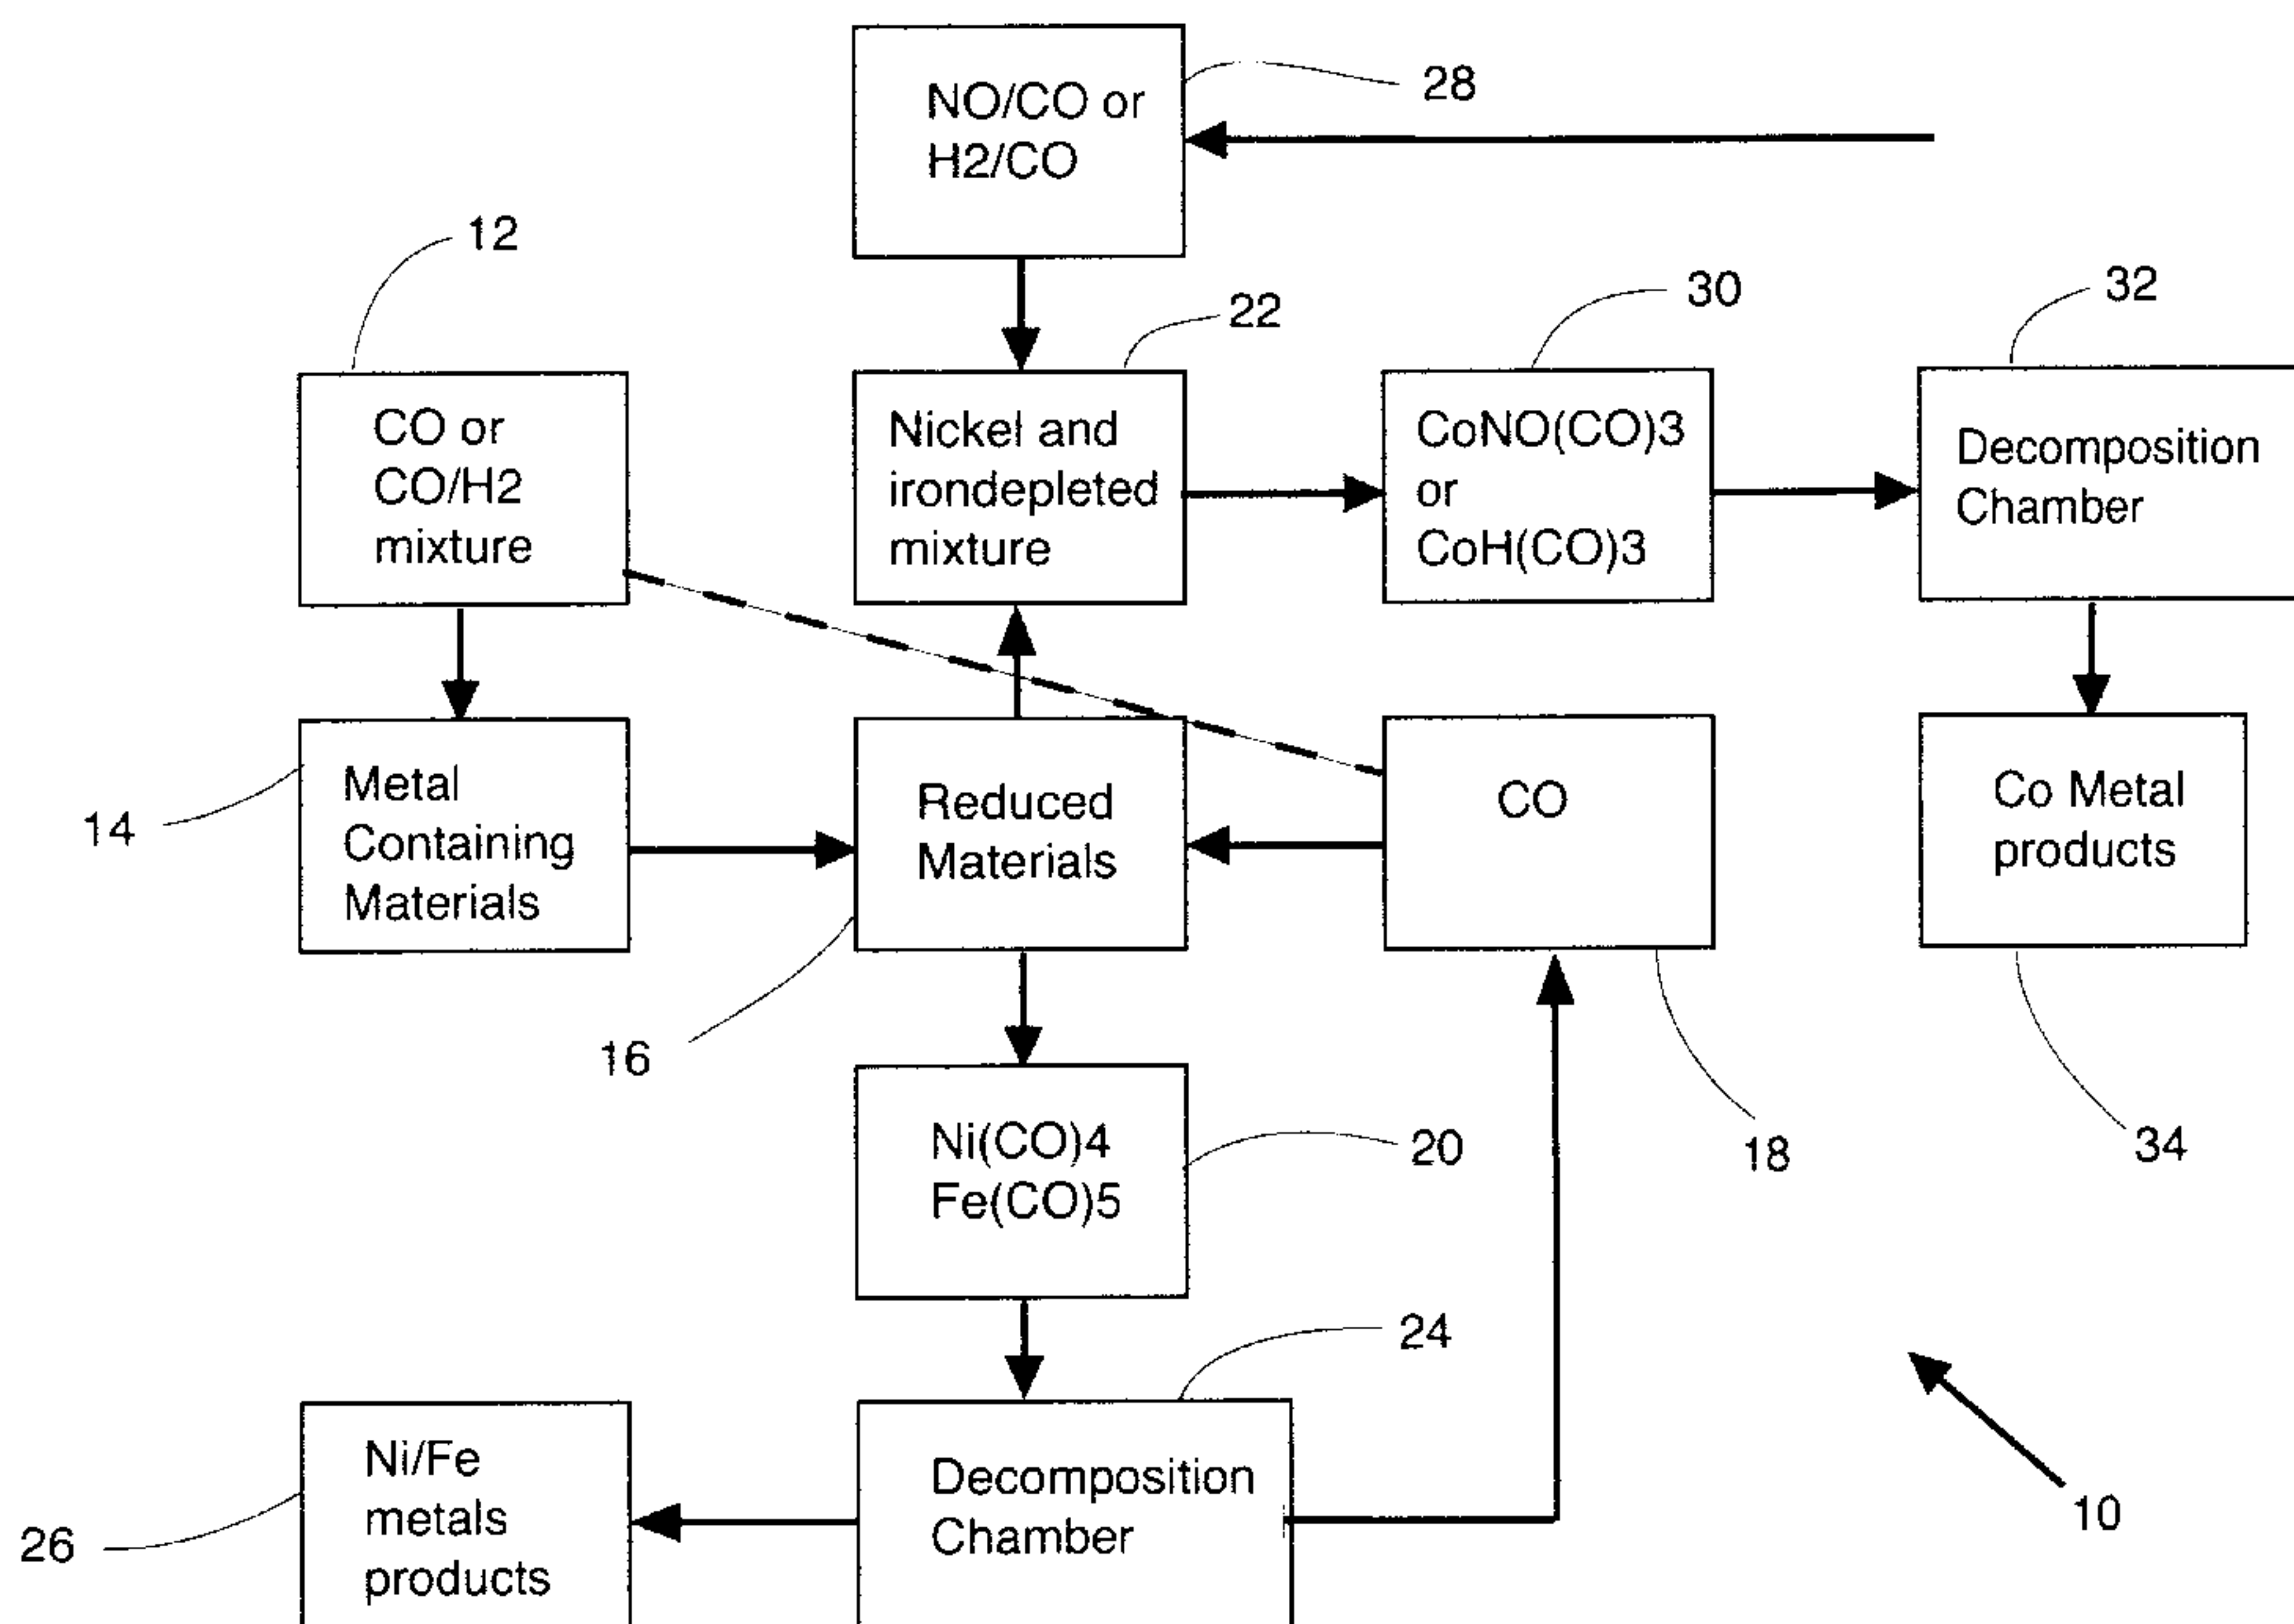 NO/CO or
H2/CO
28
12
22
30
32
CO or
CO/H2
mixture
Nickel and
irondepleted
mixture
CoNO(CO)3
or
CoH(CO)3
Decomposition
Chamber
14
Metal
Containing
Materials
Reduced
Materials
CO
Co Metal
products
16
18
34
Ni(CO)4
Fe(CO)5
20
24
26
Ni/Fe
metals
products
Decomposition
Chamber
10